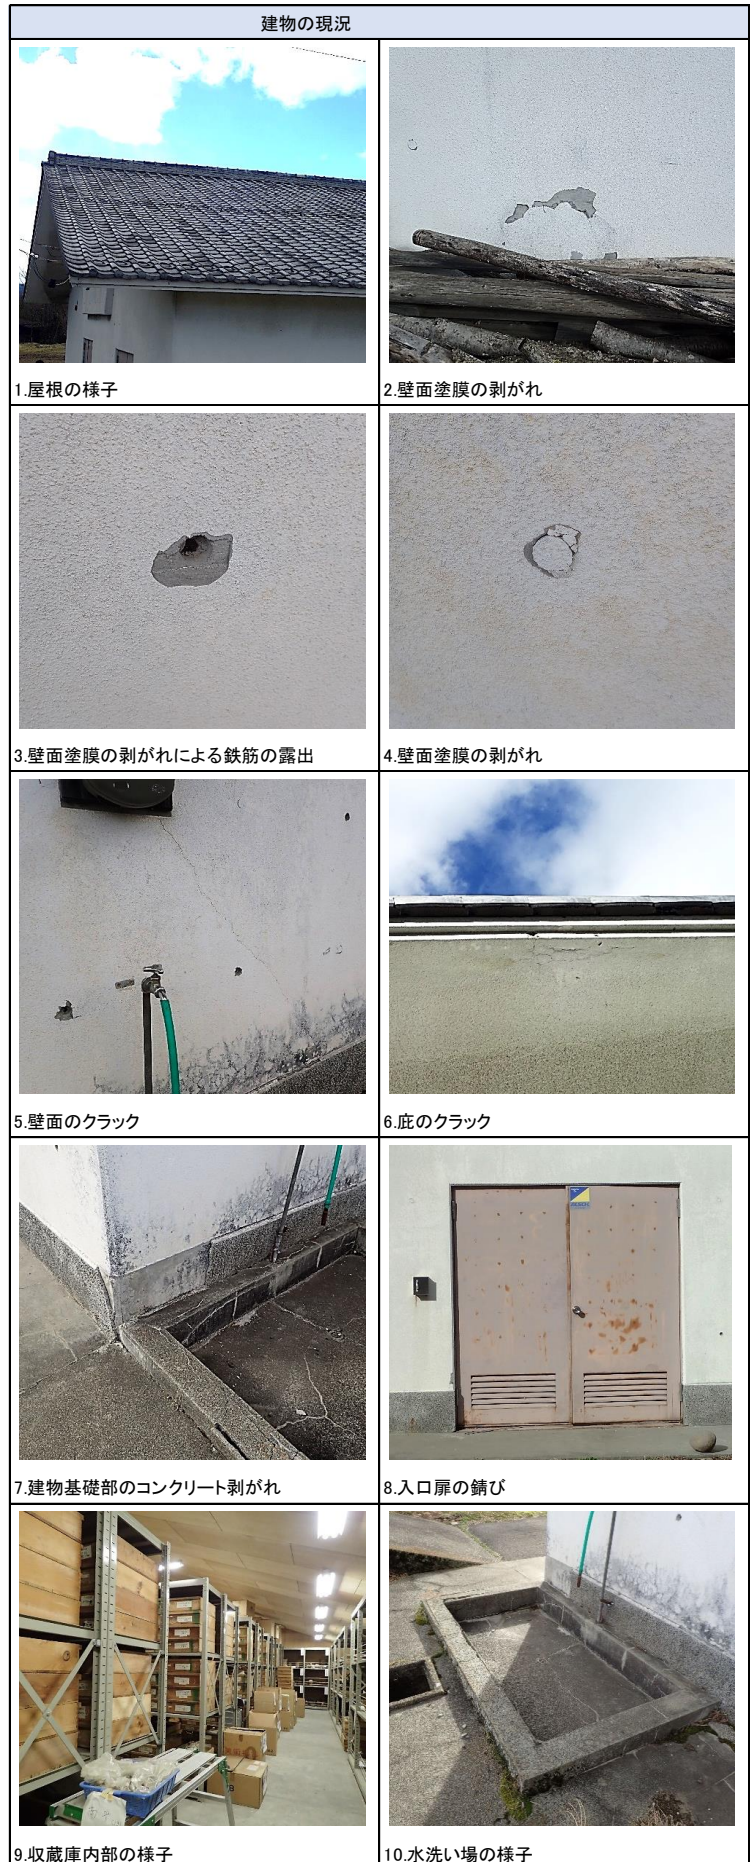 建物の現況
1.屋根の様子
2.壁面塗膜の剥がれ
3.壁面塗膜の剥がれによる鉄筋の露出
4.壁面塗膜の剥がれ
5.壁面のクラック
6.庇のクラック
7.建物基礎部のコンクリート剥がれ
8.入口扉の錆び
9.収蔵庫内部の様子
10.水洗い場の様子